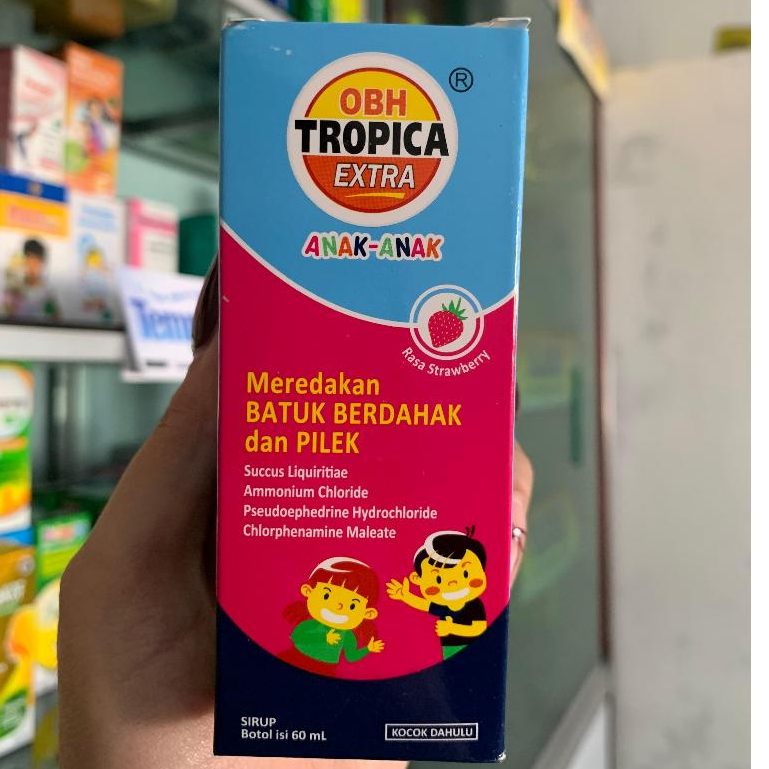 OBH
®
TROPICA
EXTRA
ANAK-ANAK
Rasa Strawberry
Meredakan
BATUK BERDAHAK
dan PILEK
Succus Liquiritiae
Ammonium Chloride
Pseudoephedrine Hydrochloride
Chlorphenamine Maleate
SIRUP
Botol isi 60 mL
KOCOK DAHULU